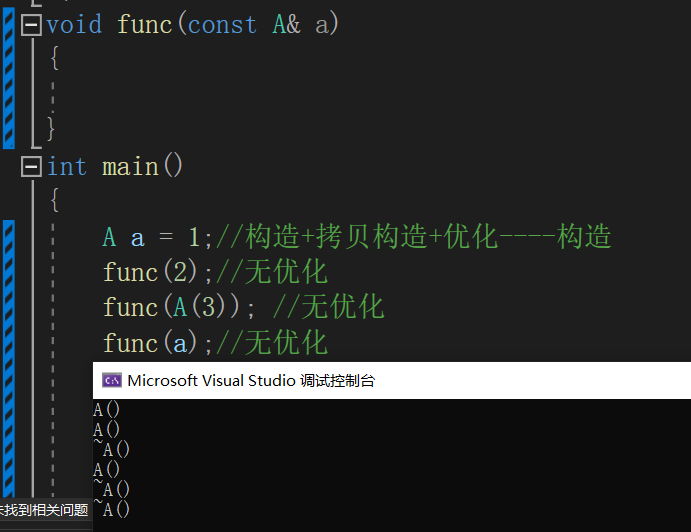 void func(const A& a)
{
}
int main()
{
A a = 1;//构造+拷贝构造+优化----构造
func(2);//无优化
func(A(3)); //无优化
func(a);//无优化
Microsoft Visual Studio 调试控制台
A()
A()
~A()
A()
~A()
~A()
未找到相关问题